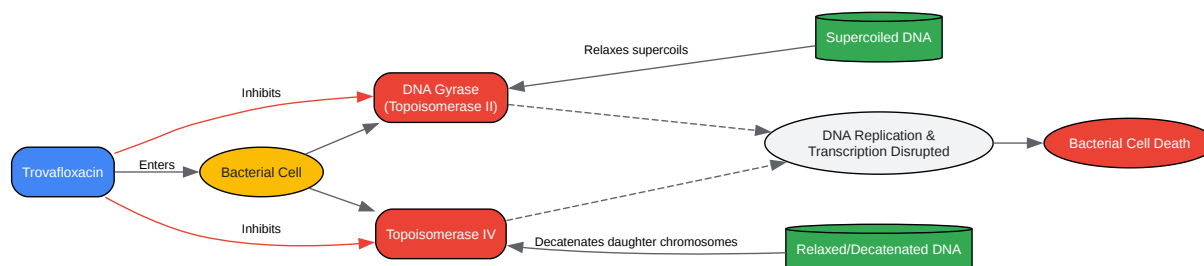 Supercoiled DNA
Relaxes supercoils
Inhibits
DNA Gyrase
(Topoisomerase II)
DNA Replication &
Transcription Disrupted
Bacterial Cell Death
Trovafloxacin
Enters
Bacterial Cell
Inhibits
Topoisomerase IV
Decatenates daughter chromosomes
Relaxed/Decatenated DNA